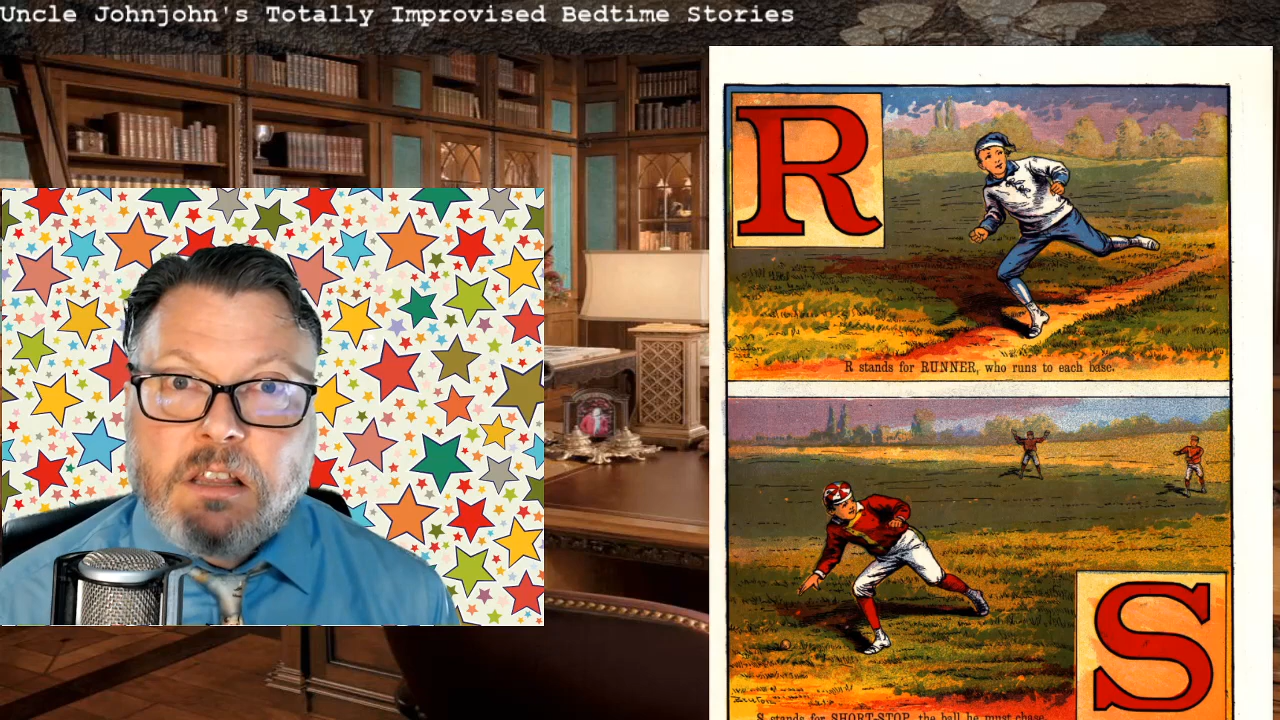 Uncle Johnjohn's Totally Improvised Bedtime Stories
R
R stands for RUNNER, who runs to each base.
S
S stands for SHORT-STOP, the ball he must chase.